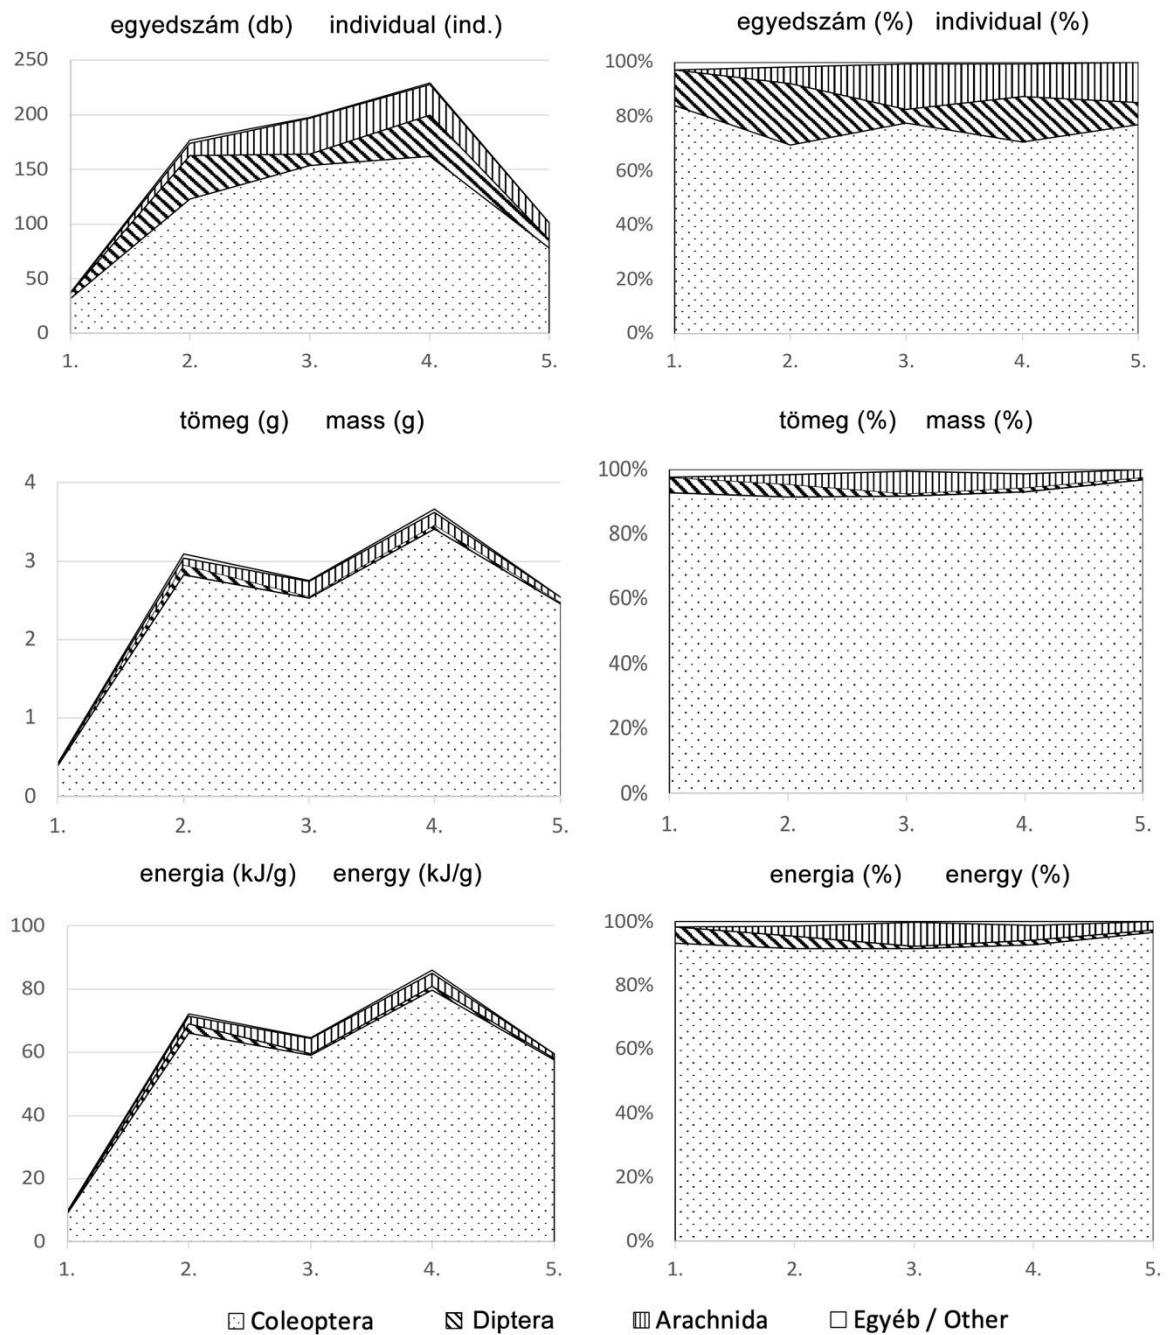 egyedszám (db) individual (ind.)
250
200
150
100
50
0
1. 2. 3. 4. 5.
egyedszám (%) individual (%)
100%
80%
60%
40%
20%
0%
1. 2. 3. 4. 5.
tömeg (g) mass (g)
4
3
2
1
0
1. 2. 3. 4. 5.
tömeg (%) mass (%)
100%
80%
60%
40%
20%
0%
1. 2. 3. 4. 5.
energia (kJ/g) energy (kJ/g)
100
80
60
40
20
0
1. 2. 3. 4. 5.
energia (%) energy (%)
100%
80%
60%
40%
20%
0%
1. 2. 3. 4. 5.
Coleoptera Diptera Arachnida Egyéb / Other